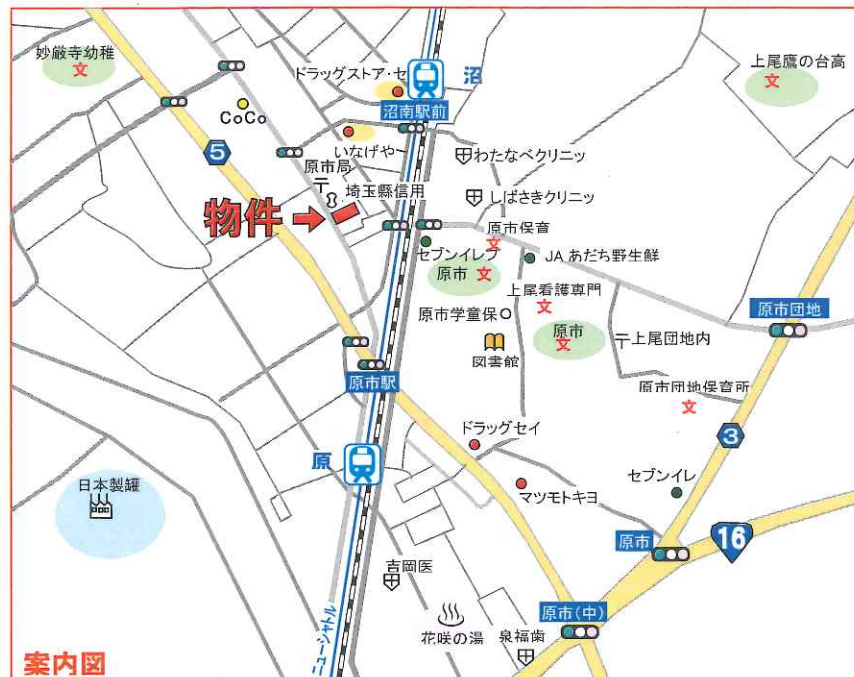 妙厳寺幼稚
文
CoCo
5
ドラッグストア・セ
沼
沼南駅前
いなげや
原市局
〒
埼玉縣信用
物件
上尾鷹の台高
文
わたなべクリニッ
しばさきクリニッ
原市保育
文
セブンイレブ
原市 文
JA あだち野生鮮
上尾看護専門
文
原市学童保
原市
文
図書館
〒上尾団地内
原市団地
原市団地保育所
文
原市駅
原
3
ドラッグセイ
マツモトキヨ
セブンイレ
日本製罐
原市
16
原市(中)
吉岡医
花咲の湯
泉福歯
ニューシャトル
案内図